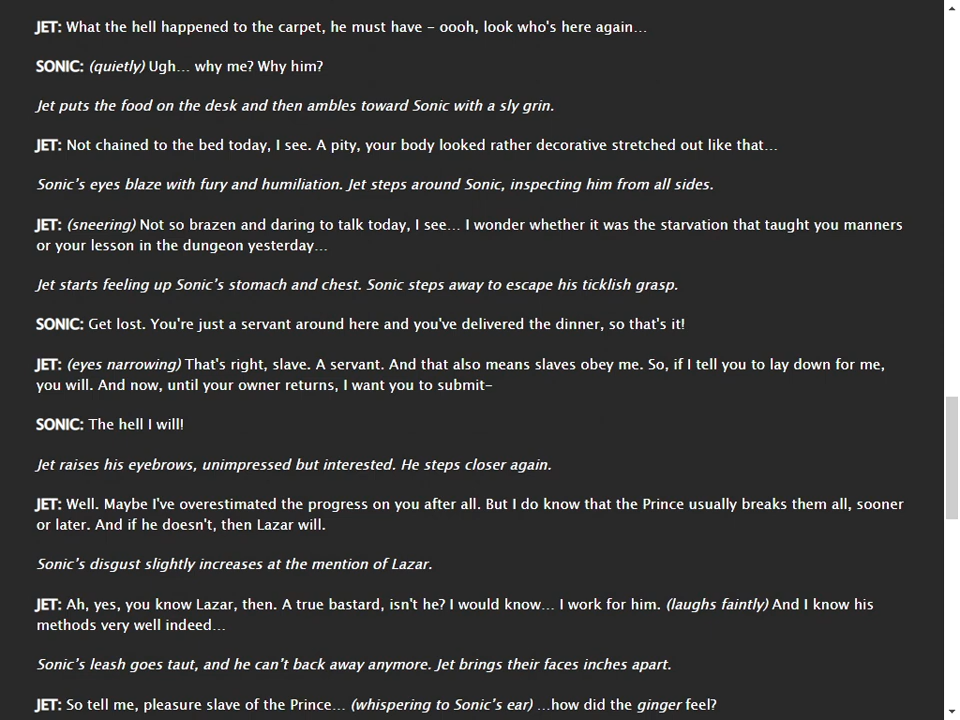 JET: What the hell happened to the carpet, he must have – oooh, look who's here again…
SONIC: (quietly) Ugh… why me? Why him?
Jet puts the food on the desk and then ambles toward Sonic with a sly grin.
JET: Not chained to the bed today, I see. A pity, your body looked rather decorative stretched out like that…
Sonic’s eyes blaze with fury and humiliation. Jet steps around Sonic, inspecting him from all sides.
JET: (sneering) Not so brazen and daring to talk today, I see… I wonder whether it was the starvation that taught you manners
or your lesson in the dungeon yesterday…
Jet starts feeling up Sonic’s stomach and chest. Sonic steps away to escape his ticklish grasp.
SONIC: Get lost. You're just a servant around here and you've delivered the dinner, so that's it!
JET: (eyes narrowing) That's right, slave. A servant. And that also means slaves obey me. So, if I tell you to lay down for me,
you will. And now, until your owner returns, I want you to submit–
SONIC: The hell I will!
Jet raises his eyebrows, unimpressed but interested. He steps closer again.
JET: Well. Maybe I've overestimated the progress on you after all. But I do know that the Prince usually breaks them all, sooner
or later. And if he doesn't, then Lazar will.
Sonic’s disgust slightly increases at the mention of Lazar.
JET: Ah, yes, you know Lazar, then. A true bastard, isn't he? I would know… I work for him. (laughs faintly) And I know his
methods very well indeed…
Sonic’s leash goes taut, and he can’t back away anymore. Jet brings their faces inches apart.
JET: So tell me, pleasure slave of the Prince… (whispering to Sonic’s ear) …how did the ginger feel?